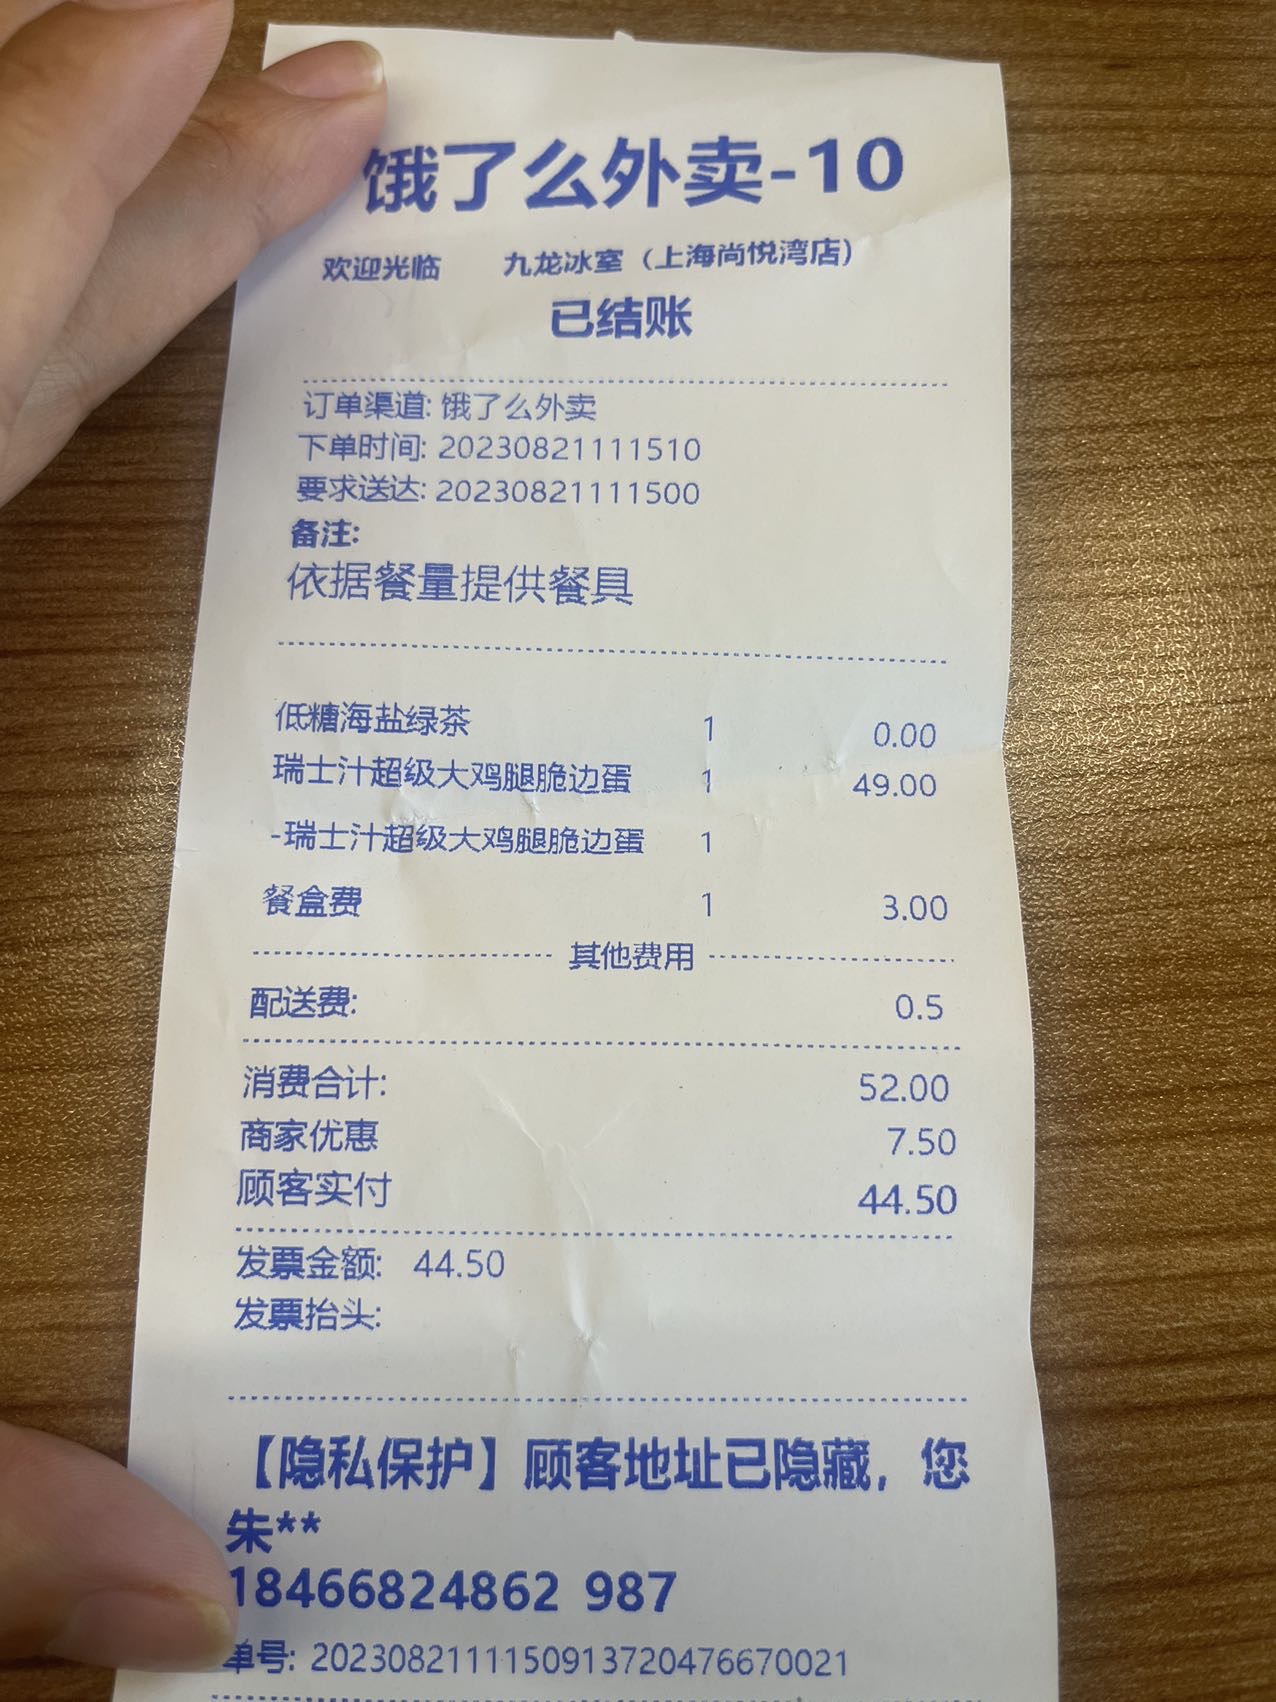 饿了么外卖-10
欢迎光临 九龙冰室（上海尚悦湾店）
已结账
订单渠道: 饿了么外卖
下单时间: 20230821111510
要求送达: 20230821111500
备注:
依据餐量提供餐具
低糖海盐绿茶 1 0.00
瑞士汁超级大鸡腿脆边蛋 1 49.00
-瑞士汁超级大鸡腿脆边蛋 1
餐盒费 1 3.00
其他费用
配送费: 0.5
消费合计: 52.00
商家优惠 7.50
顾客实付 44.50
发票金额: 44.50
发票抬头:
【隐私保护】顾客地址已隐藏，您
朱**
18466824862 987
单号: 2023082111150913720476670021